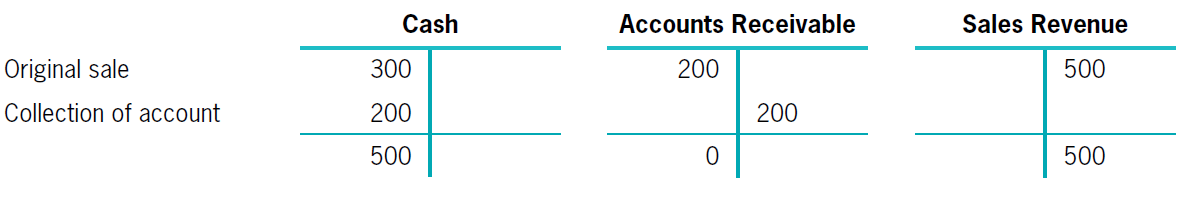 Cash Accounts Receivable Sales Revenue
Original sale 300 200 500
Collection of account 200 200
500 0 500